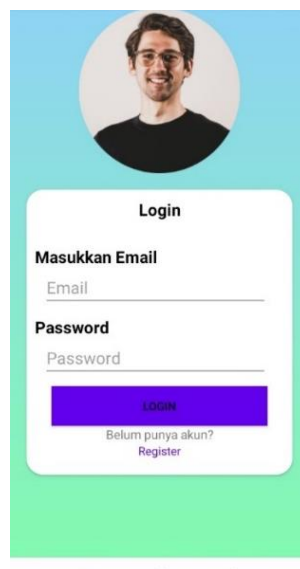 Login
Masukkan Email
Email
Password
Password
LOGIN
Belum punya akun?
Register